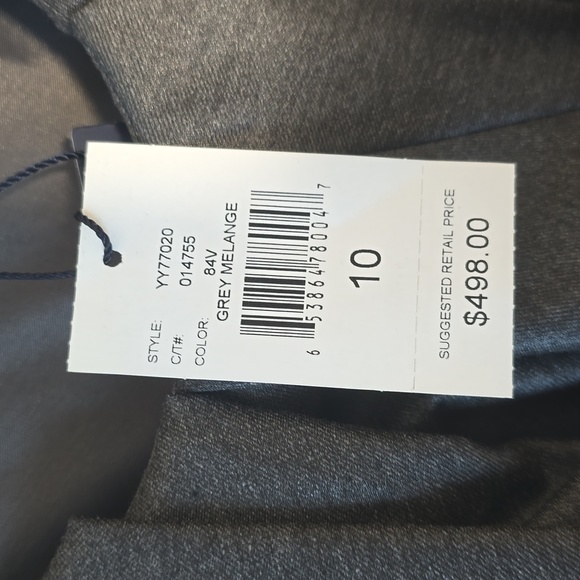 STYLE: YY77020
C/T#: 014755
COLOR: 84V
GREY MELANGE
6 53864 78004 7
10
SUGGESTED RETAIL PRICE
$498.00